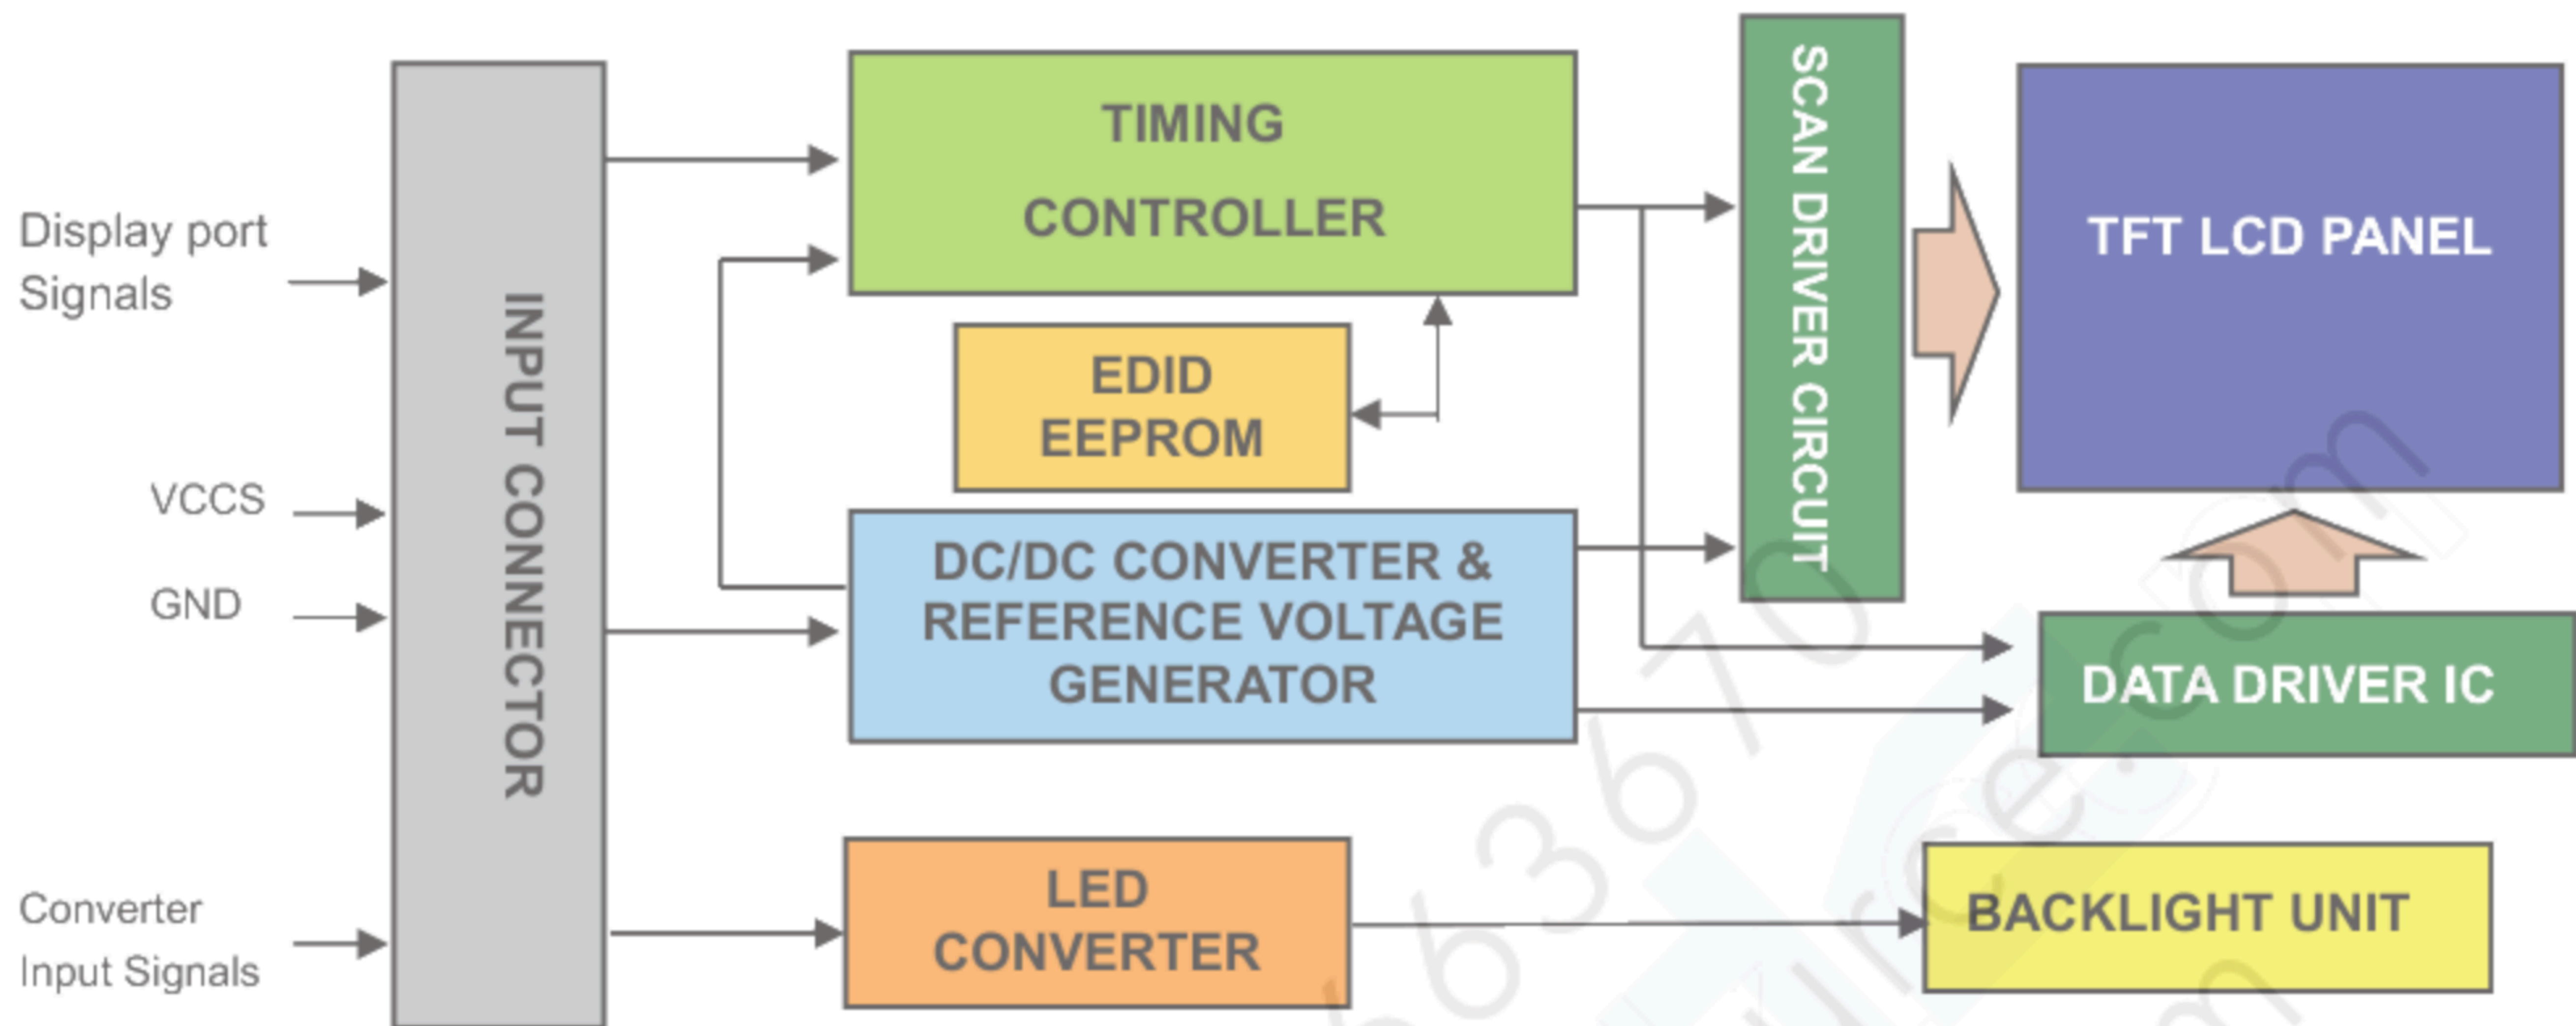 Display port
Signals
VCCS
GND
Converter
Input Signals
INPUT CONNECTOR
TIMING
CONTROLLER
EDID
EEPROM
DC/DC CONVERTER &
REFERENCE VOLTAGE
GENERATOR
LED
CONVERTER
SCAN DRIVER CIRCUIT
TFT LCD PANEL
DATA DRIVER IC
BACKLIGHT UNIT